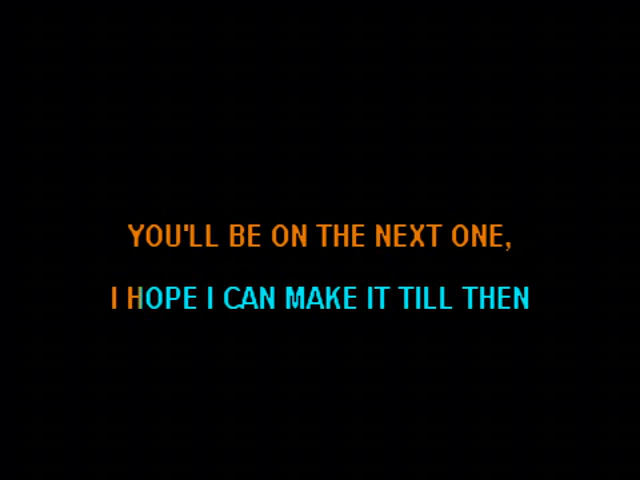 YOU'LL BE ON THE NEXT ONE,
I HOPE I CAN MAKE IT TILL THEN